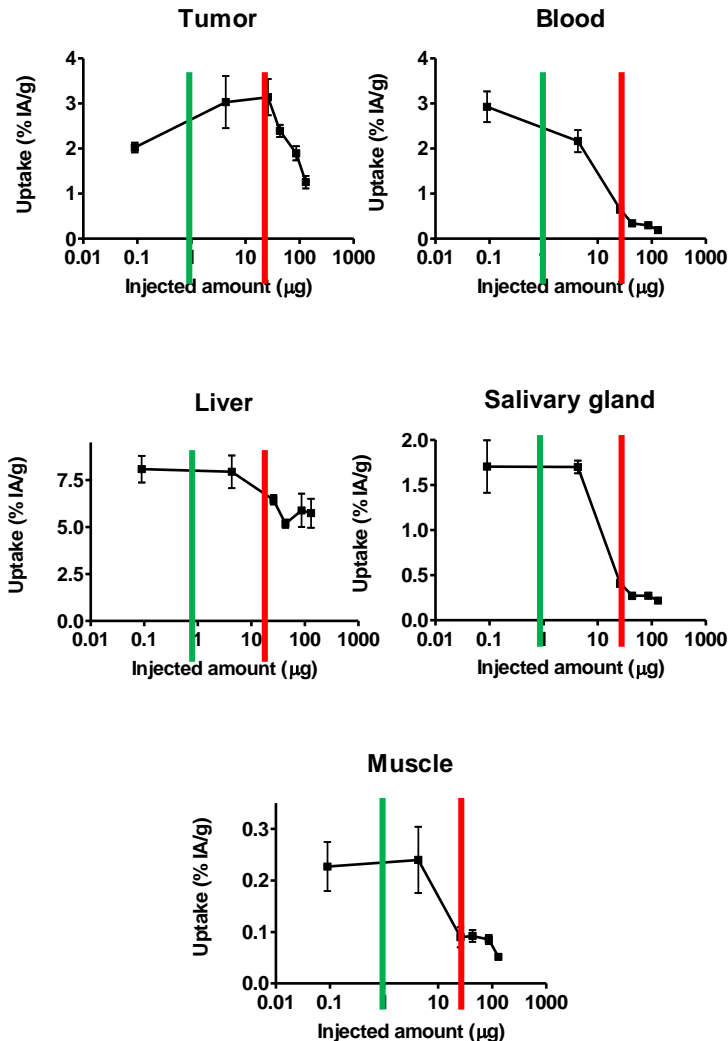 Tumor
Uptake (% IA/g)
4
3
2
1
0
0.01 0.1 1 10 100 1000
Injected amount (μg)
Blood
Uptake (% IA/g)
4
3
2
1
0
0.01 0.1 1 10 100 1000
Injected amount (μg)
Liver
Uptake (% IA/g)
7.5
5.0
2.5
0.0
0.01 0.1 1 10 100 1000
Injected amount (μg)
Salivary gland
Uptake (% IA/g)
2.0
1.5
1.0
0.5
0.0
0.01 0.1 1 10 100 1000
Injected amount (μg)
Muscle
Uptake (% IA/g)
0.3
0.2
0.1
0.0
0.01 0.1 1 10 100 1000
Injected amount (μg)